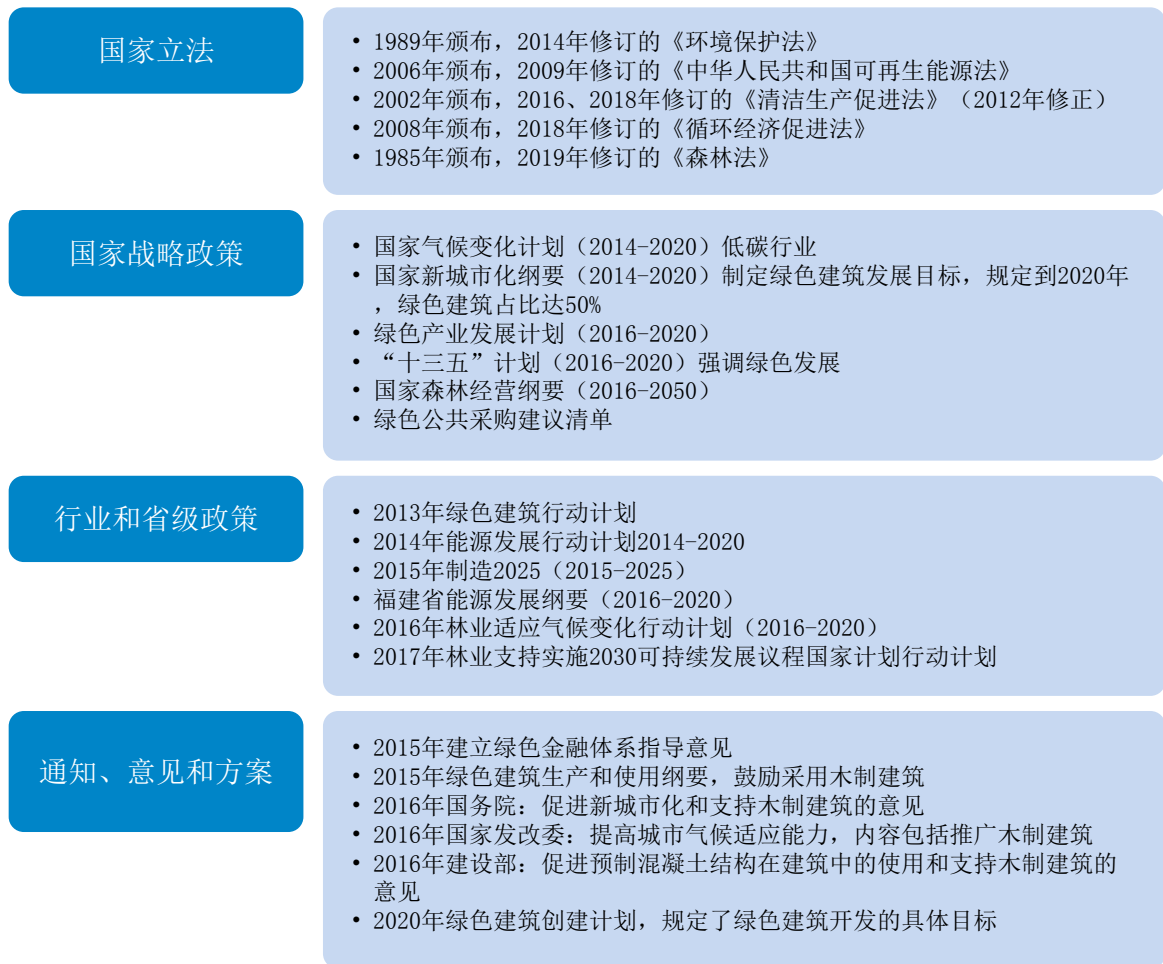 国家立法
• 1989年颁布，2014年修订的《环境保护法》
• 2006年颁布，2009年修订的《中华人民共和国可再生能源法》
• 2002年颁布，2016、2018年修订的《清洁生产促进法》（2012年修正）
• 2008年颁布，2018年修订的《循环经济促进法》
• 1985年颁布，2019年修订的《森林法》
国家战略政策
• 国家气候变化计划（2014-2020）低碳行业
• 国家新城市化纲要（2014-2020）制定绿色建筑发展目标，规定到2020年
，绿色建筑占比达50%
• 绿色产业发展计划（2016-2020）
• “十三五”计划（2016-2020）强调绿色发展
• 国家森林经营纲要（2016-2050）
• 绿色公共采购建议清单
行业和省级政策
• 2013年绿色建筑行动计划
• 2014年能源发展行动计划2014-2020
• 2015年制造2025（2015-2025）
• 福建省能源发展纲要（2016-2020）
• 2016年林业适应气候变化行动计划（2016-2020）
• 2017年林业支持实施2030可持续发展议程国家计划行动计划
通知、意见和方案
• 2015年建立绿色金融体系指导意见
• 2015年绿色建筑生产和使用纲要，鼓励采用木制建筑
• 2016年国务院：促进新城市化和支持木制建筑的意见
• 2016年国家发改委：提高城市气候适应能力，内容包括推广木制建筑
• 2016年建设部：促进预制混凝土结构在建筑中的使用和支持木制建筑的
意见
• 2020年绿色建筑创建计划，规定了绿色建筑开发的具体目标